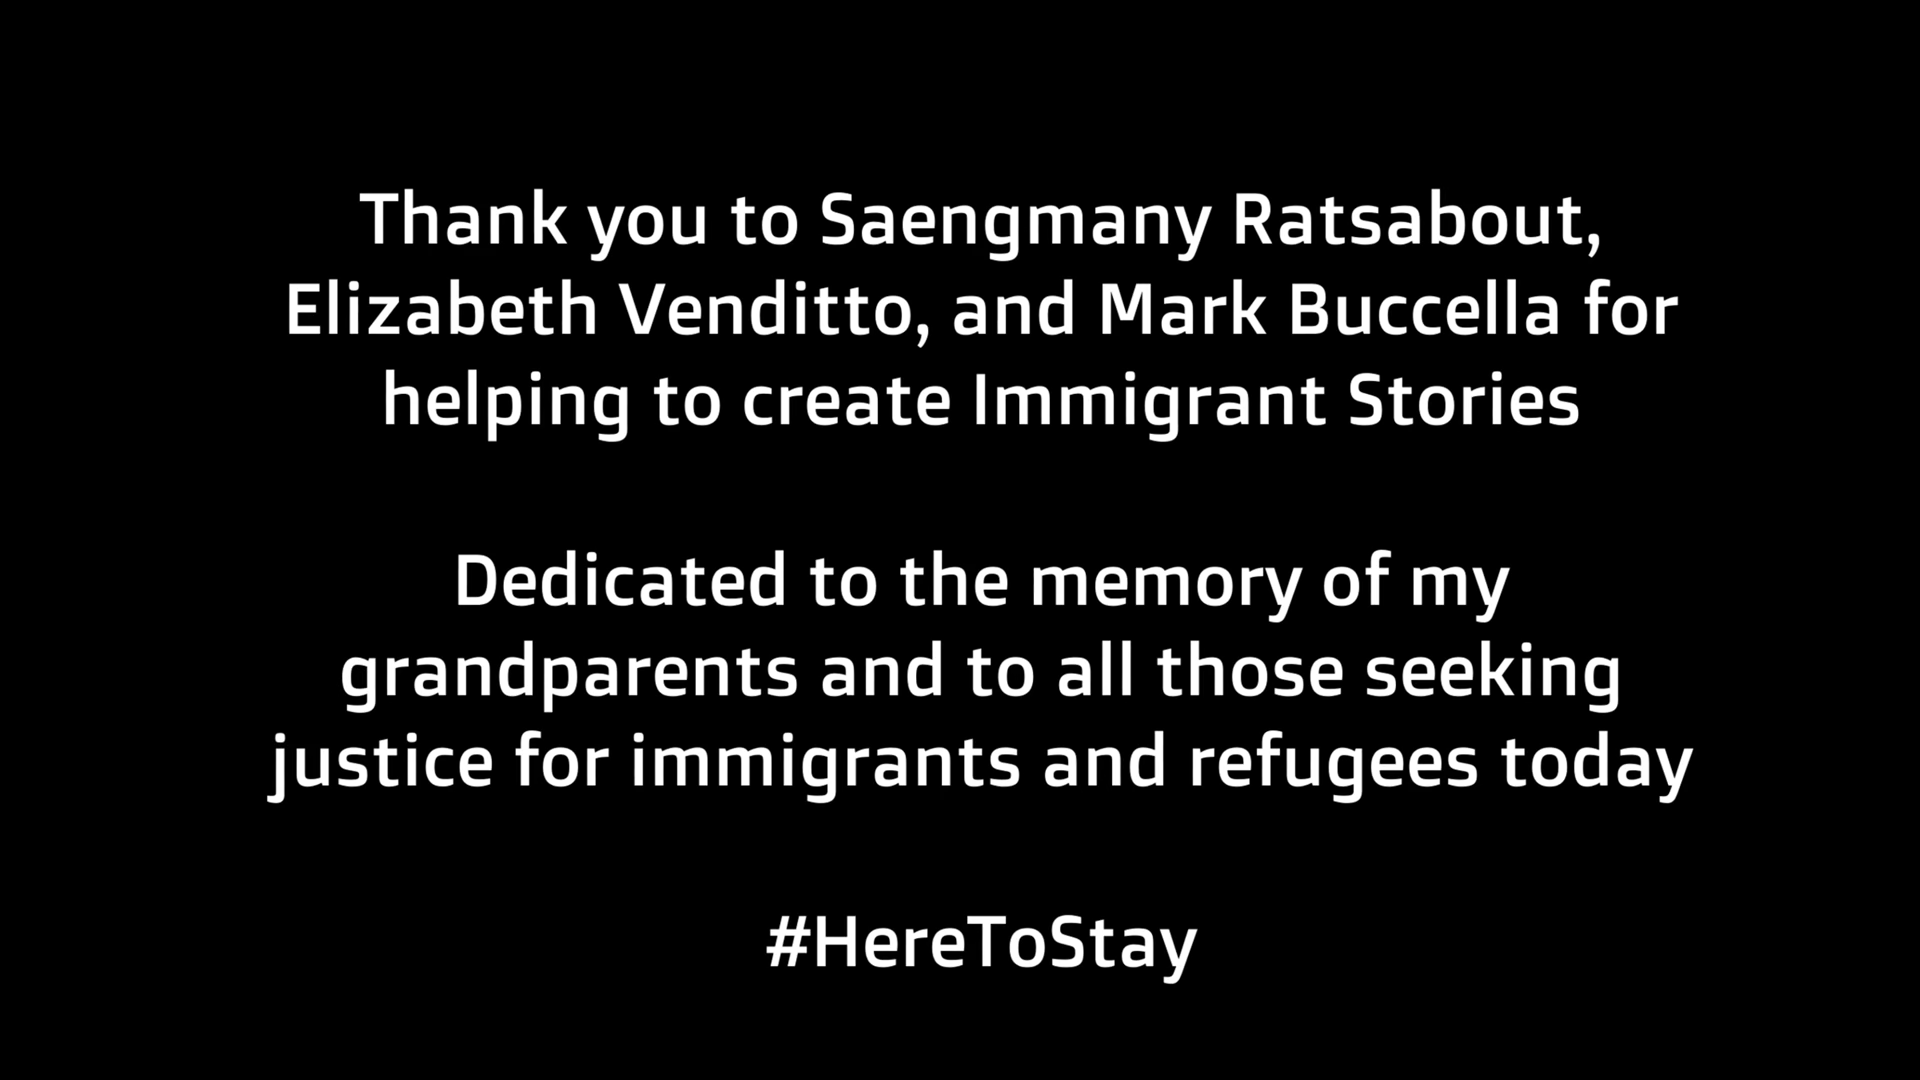 Thank you to Saengmany Ratsabout,
Elizabeth Venditto, and Mark Buccella for
helping to create Immigrant Stories
Dedicated to the memory of my
grandparents and to all those seeking
justice for immigrants and refugees today
#HereToStay